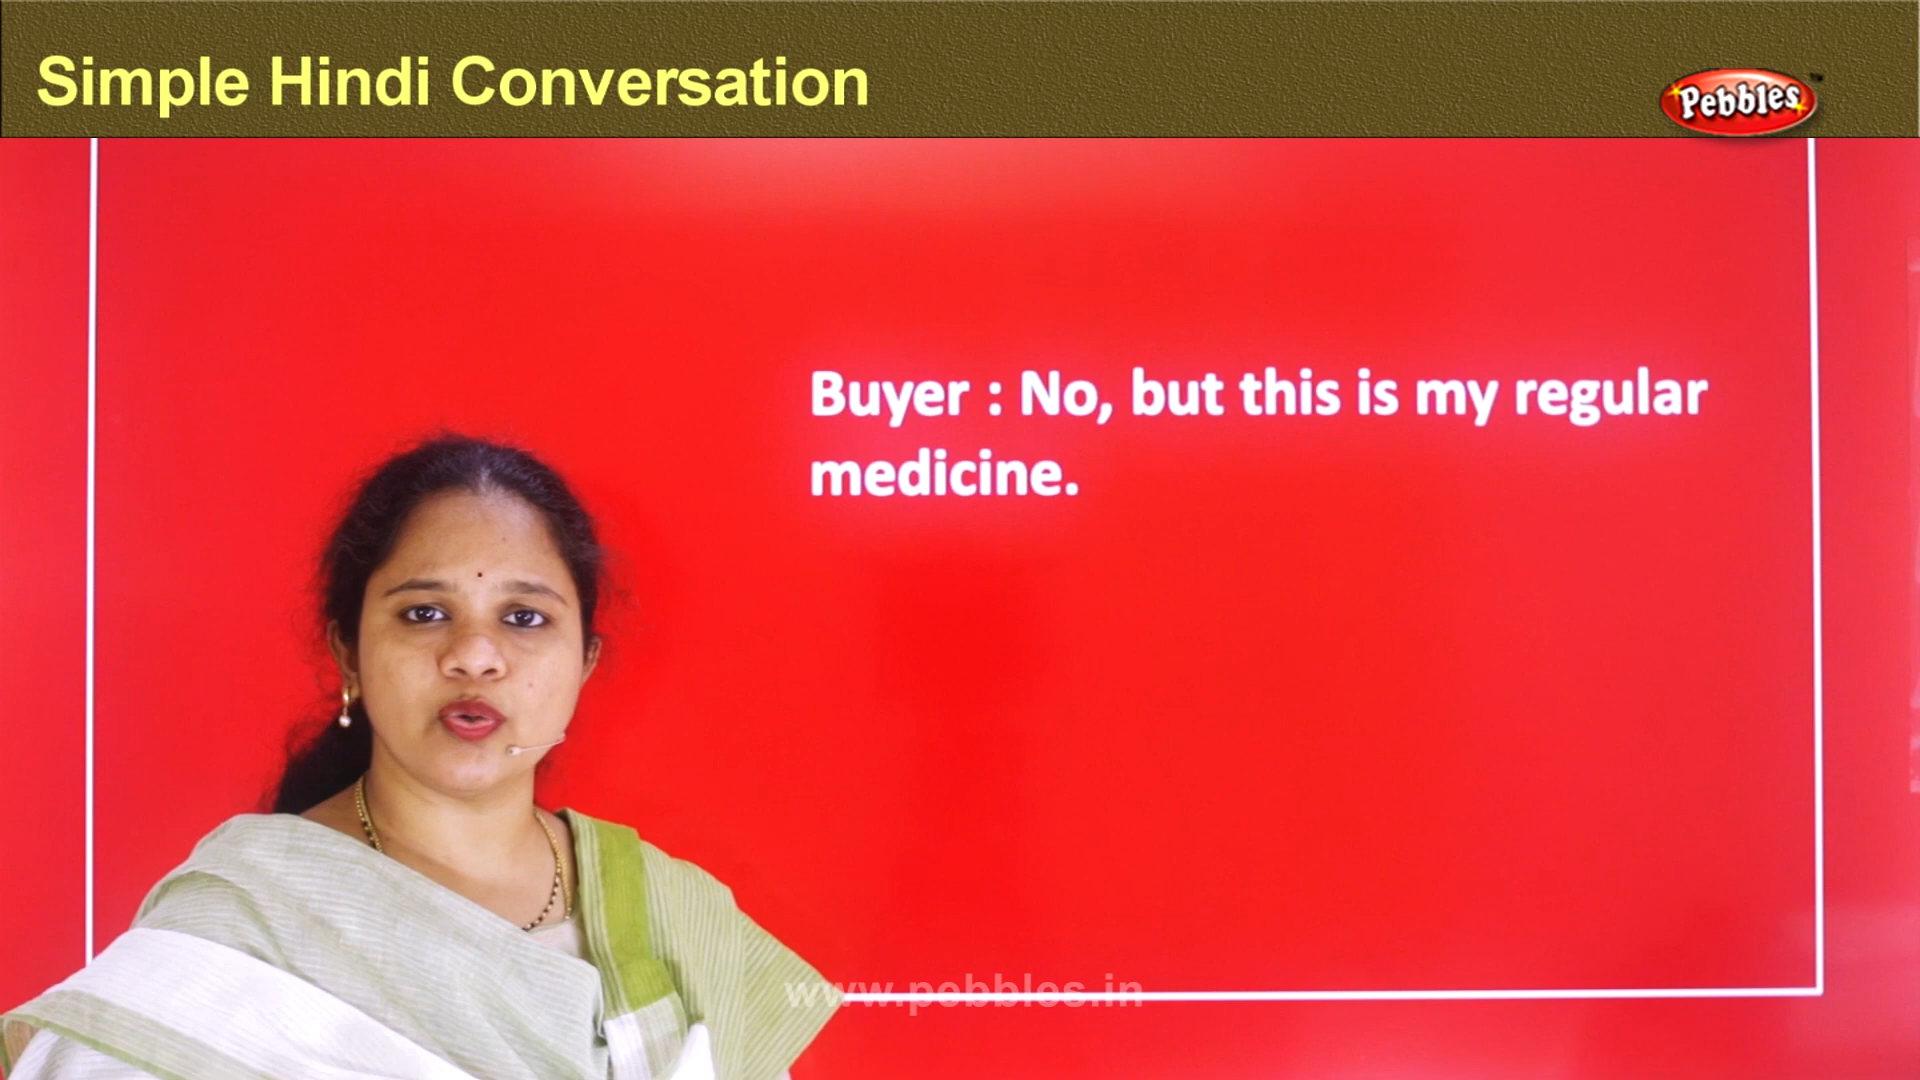 Simple Hindi Conversation
Pebbles
Buyer : No, but this is my regular
medicine.
www.pebbles.in